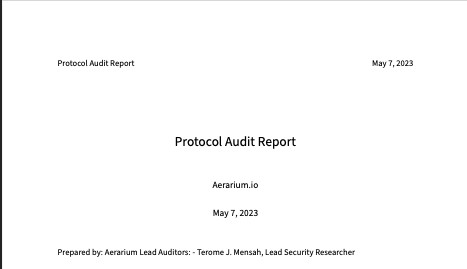 Protocol Audit Report
May 7, 2023
Protocol Audit Report
Aerarium.io
May 7, 2023
Prepared by: Aerarium Lead Auditors: - Terome J. Mensah, Lead Security Researcher